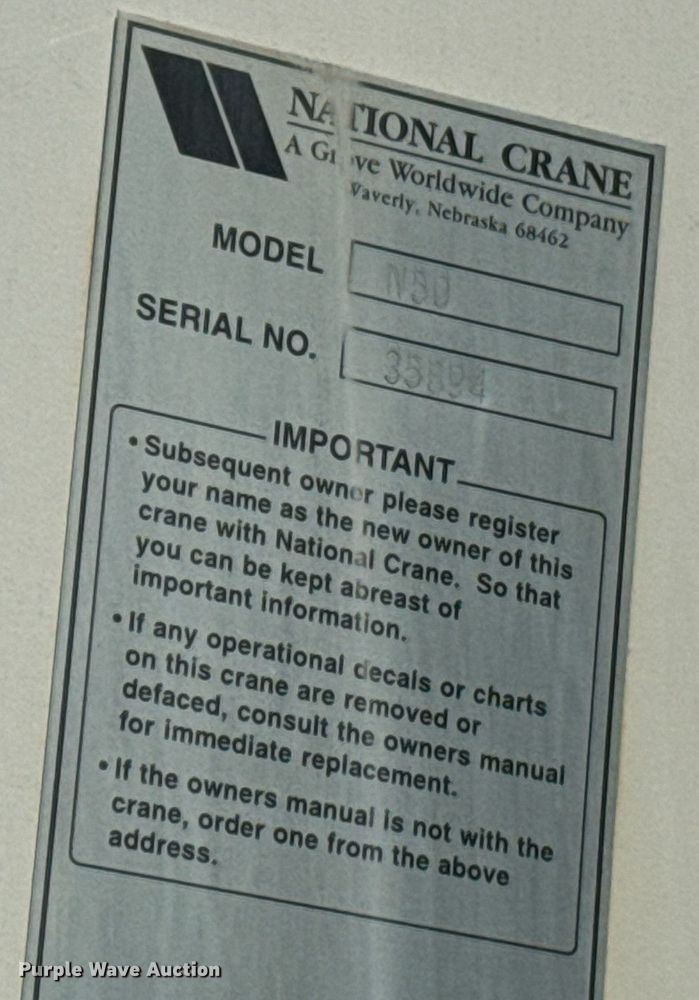 NATIONAL CRANE
A Grove Worldwide Company
Waverly, Nebraska 68462
MODEL N50
SERIAL NO.
IMPORTANT
• Subsequent owner please register
your name as the new owner of this
crane with National Crane. So that
you can be kept abreast of
important information.
• If any operational decals or charts
on this crane are removed or
defaced, consult the owners manual
for immediate replacement.
• If the owners manual is not with the
crane, order one from the above
address.
Purple Wave Auction